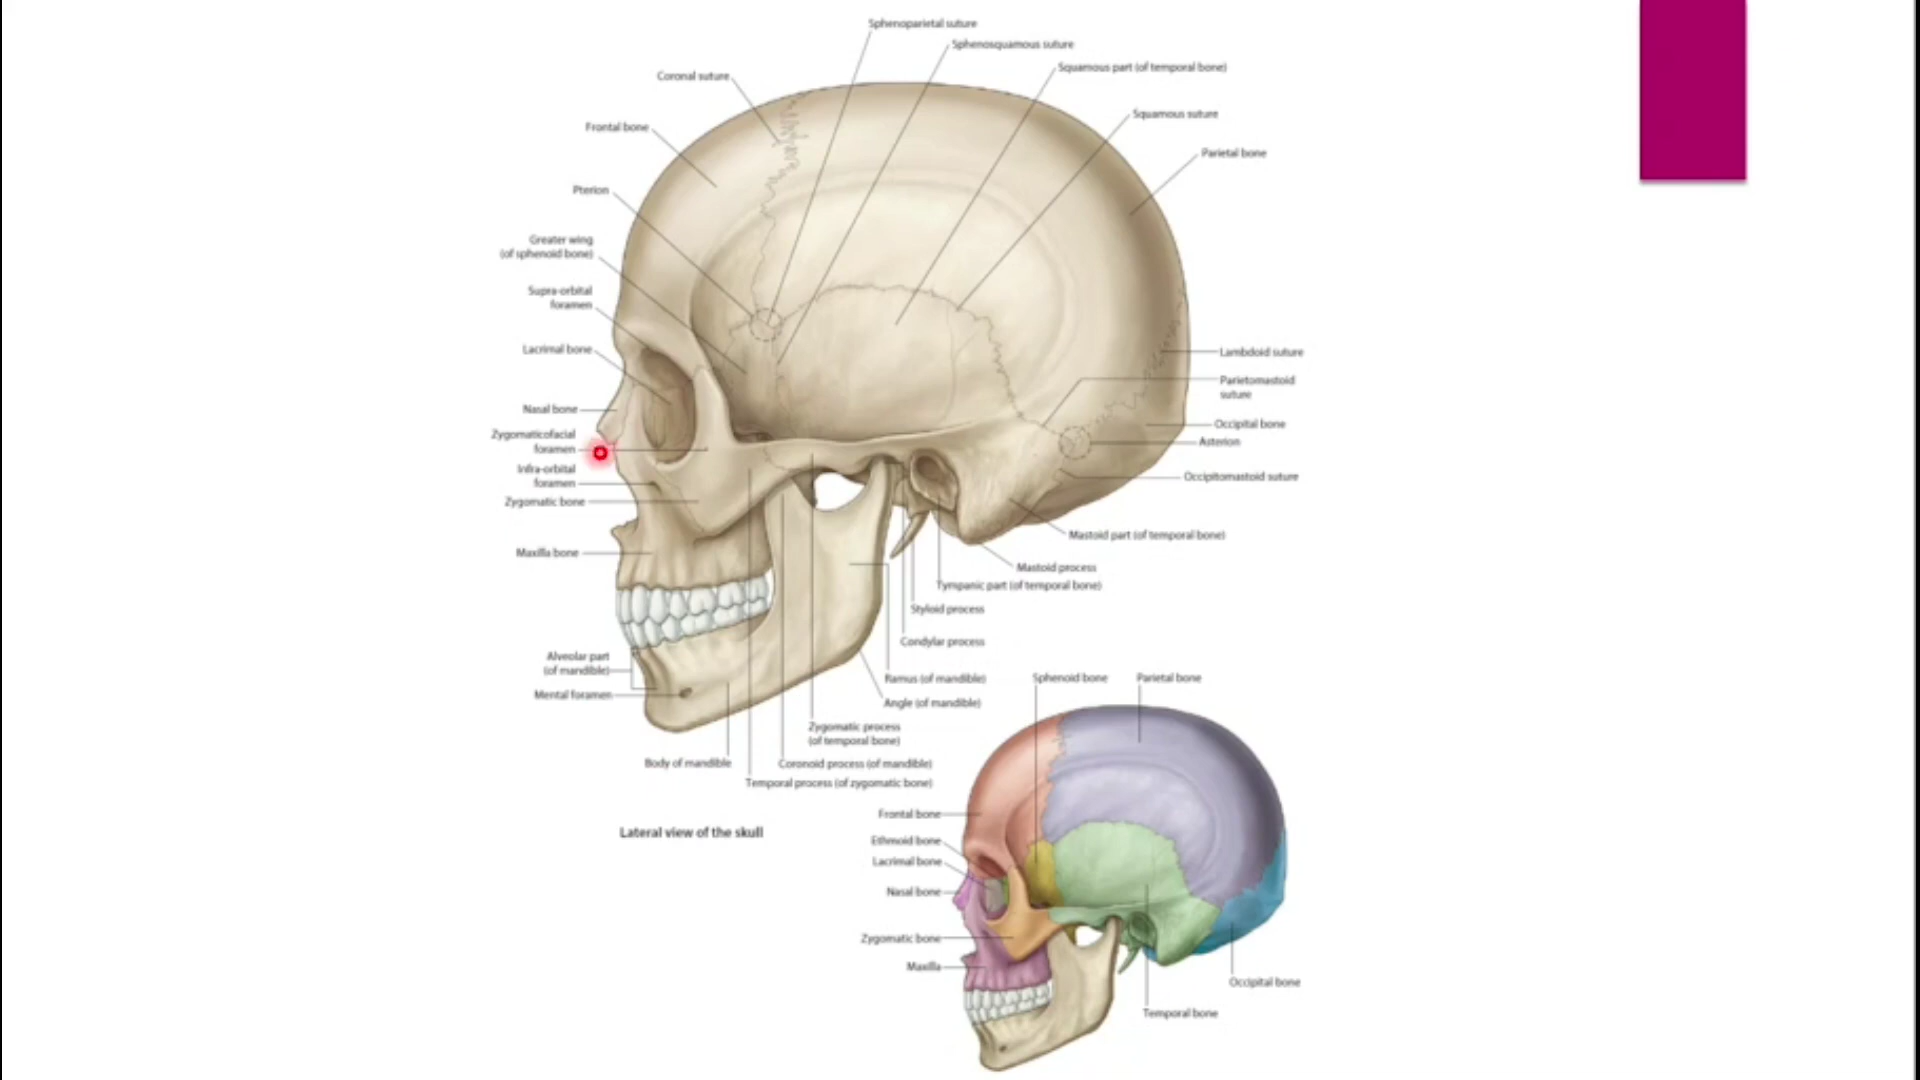 Sphenoparietal suture
Sphenosquamous suture
Squamous part (of temporal bone)
Coronal suture
Squamous suture
Frontal bone
Parietal bone
Pterion
Greater wing
(of sphenoid bone)
Supra-orbital
foramen
Lacrimal bone
Lambdoid suture
Parietomastoid
suture
Nasal bone
Occipital bone
Zygomaticofacial
foramen
Asterion
Infra-orbital
foramen
Occipitomastoid suture
Zygomatic bone
Mastoid part (of temporal bone)
Maxilla bone
Mastoid process
Tympanic part (of temporal bone)
Styloid process
Condylar process
Alveolar part
(of mandible)
Ramus (of mandible)
Mental foramen
Angle (of mandible)
Zygomatic process
(of temporal bone)
Body of mandible
Coronoid process (of mandible)
Temporal process (of zygomatic bone)
Lateral view of the skull
Sphenoid bone
Parietal bone
Frontal bone
Ethmoid bone
Lacrimal bone
Nasal bone
Zygomatic bone
Maxilla
Occipital bone
Temporal bone